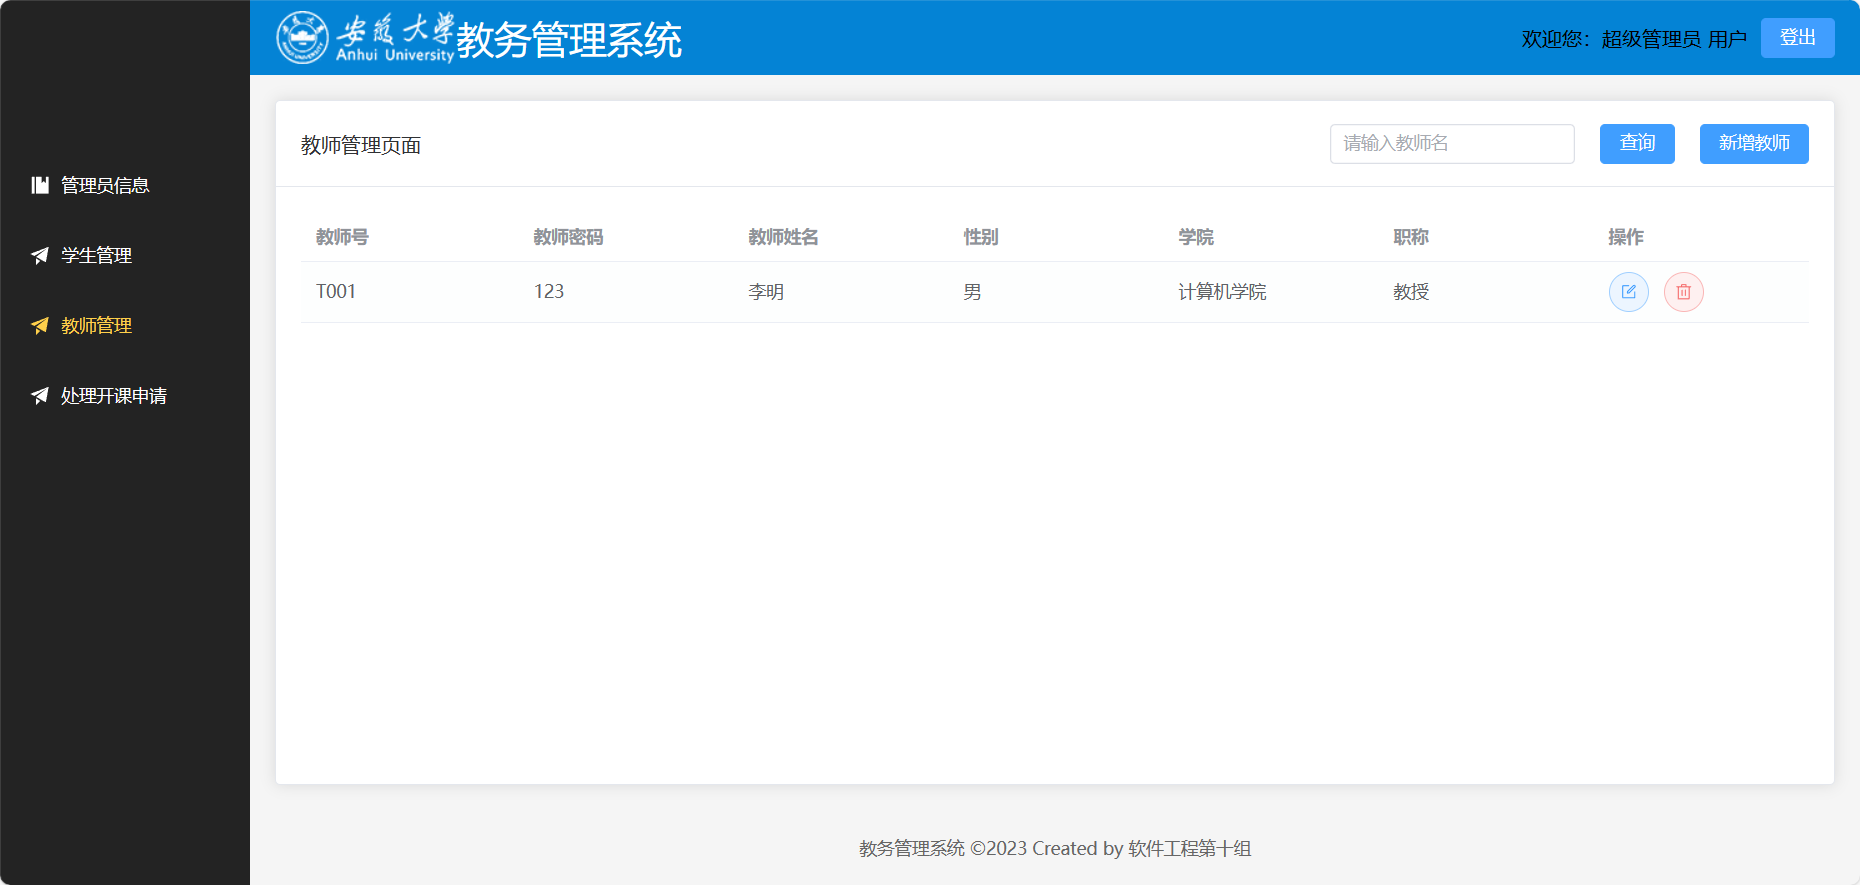 安徽大学
Anhui University
教务管理系统
欢迎您：超级管理员 用户
登出
管理员信息
学生管理
教师管理
处理开课申请
教师管理页面
请输入教师名
查询
新增教师
教师号 教师密码 教师姓名 性别 学院 职称 操作
T001 123 李明 男 计算机学院 教授
教务管理系统 ©2023 Created by 软件工程第十组